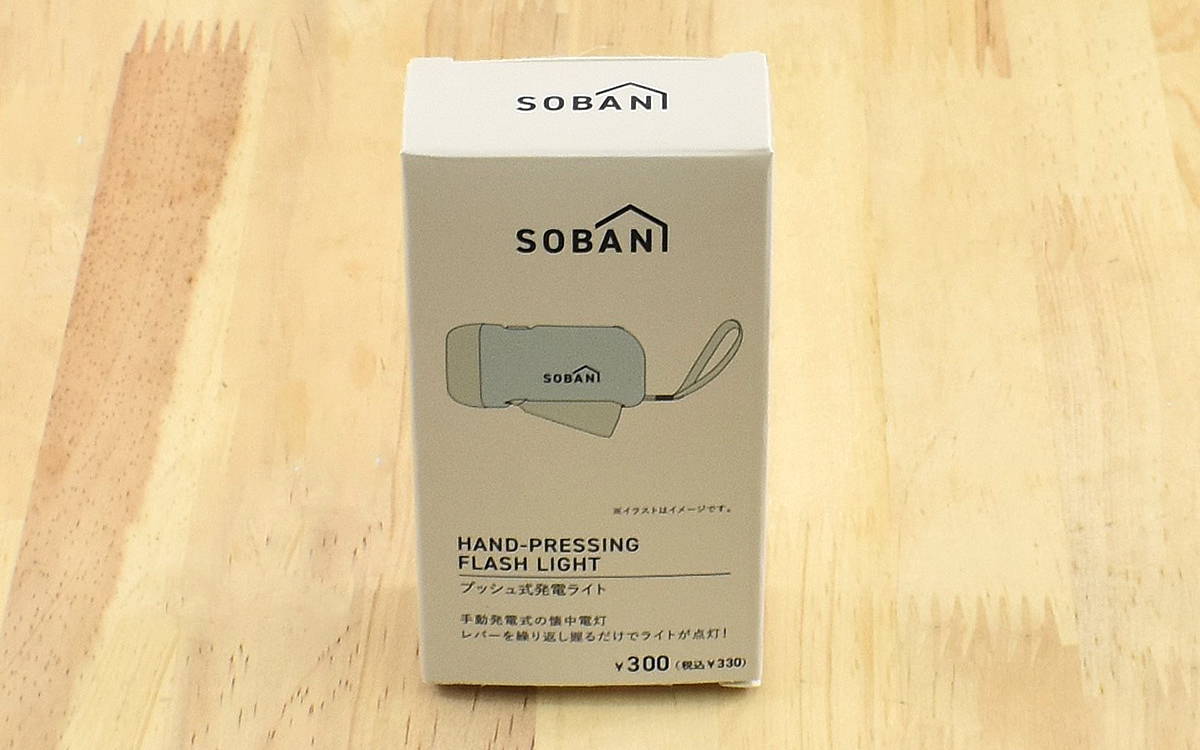 SOBANI
SOBANI
SOBANI
※イラストはイメージです。
HAND-PRESSING
FLASH LIGHT
プッシュ式発電ライト
手動発電式の懐中電灯
レバーを繰り返し握るだけでライトが点灯!
¥300(税込¥330)